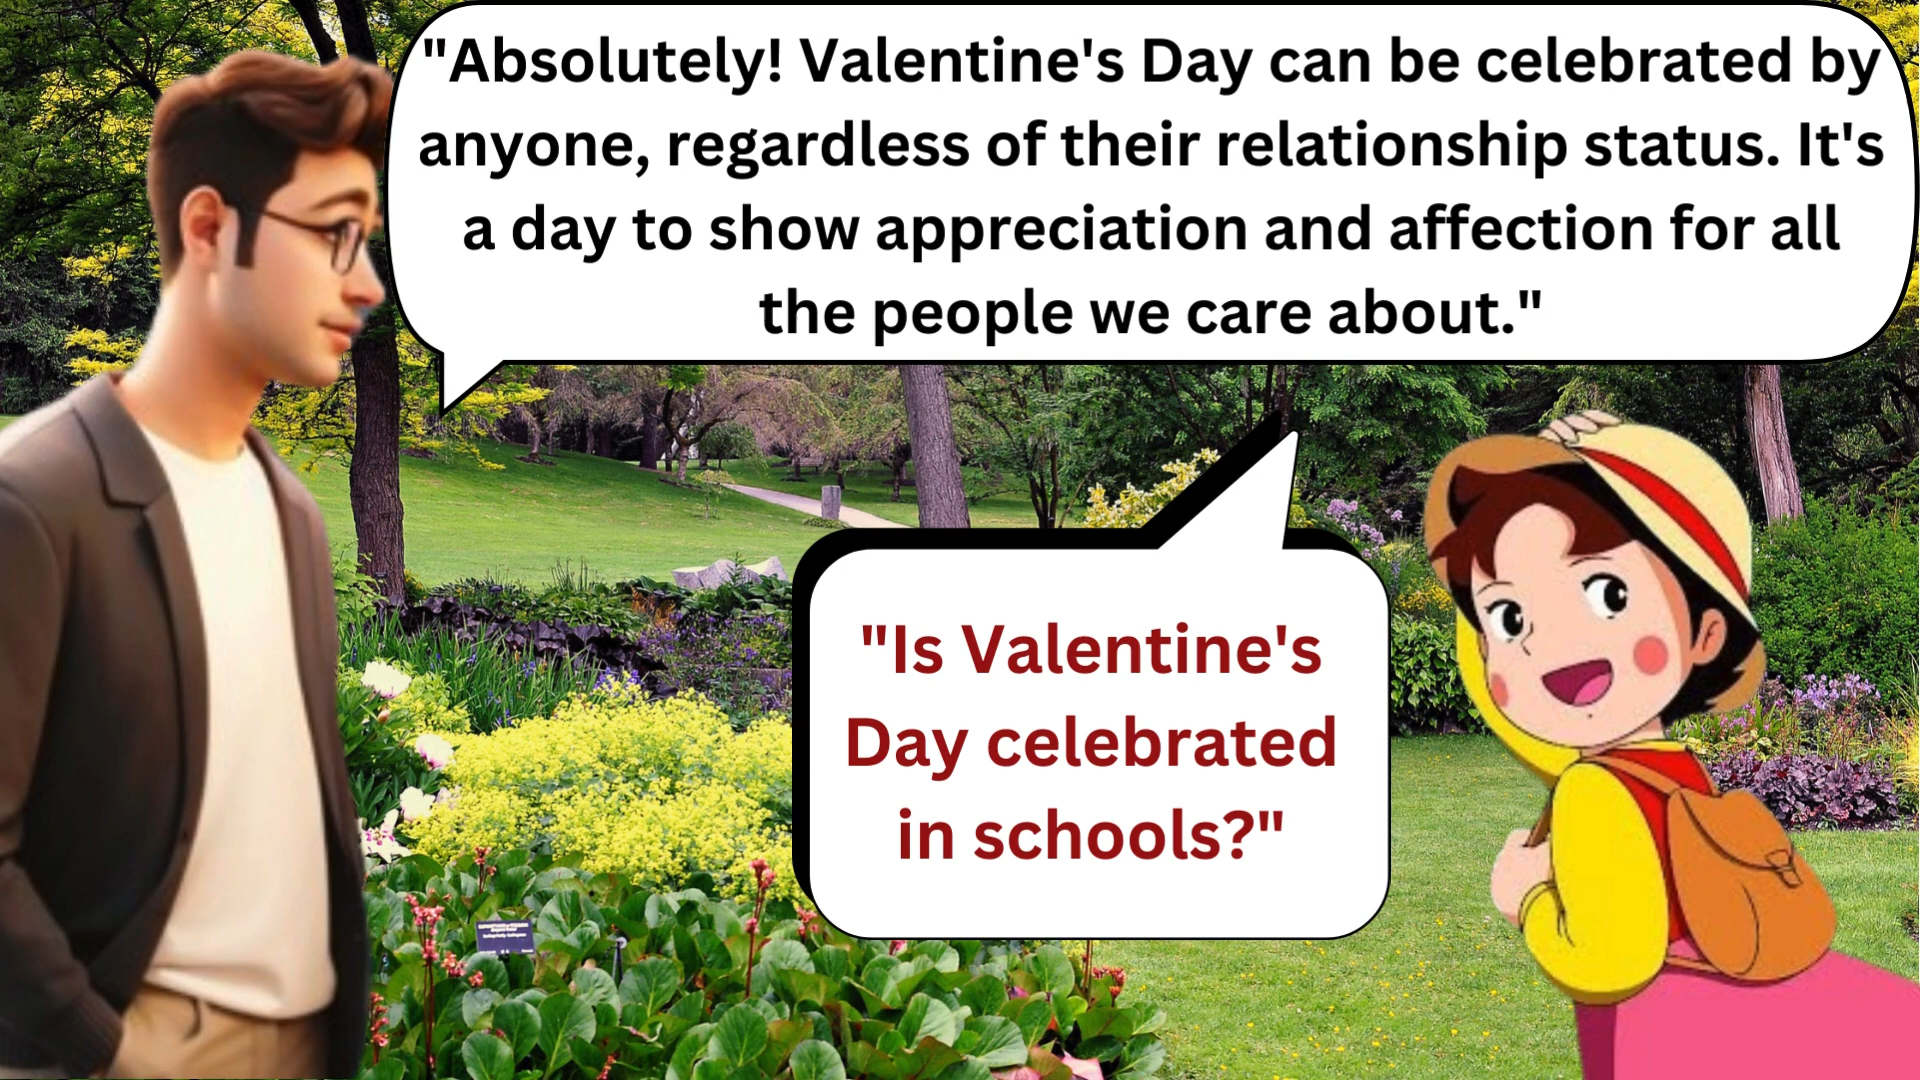 "Absolutely! Valentine's Day can be celebrated by
anyone, regardless of their relationship status. It's
a day to show appreciation and affection for all
the people we care about."
"Is Valentine's
Day celebrated
in schools?"